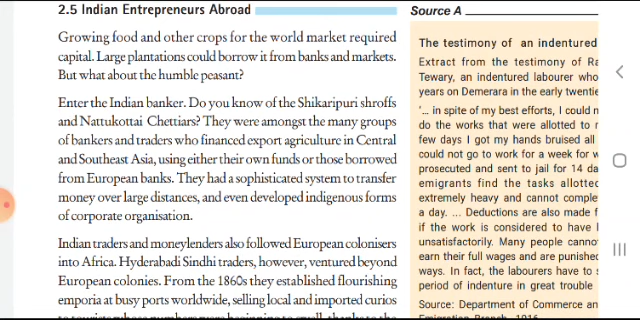 2.5 Indian Entrepreneurs Abroad
Growing food and other crops for the world market required
capital. Large plantations could borrow it from banks and markets.
But what about the humble peasant?
Enter the Indian banker. Do you know of the Shikaripuri shroffs
and Nattukottai Chettiars? They were amongst the many groups
of bankers and traders who financed export agriculture in Central
and Southeast Asia, using either their own funds or those borrowed
from European banks. They had a sophisticated system to transfer
money over large distances, and even developed indigenous forms
of corporate organisation.
Indian traders and moneylenders also followed European colonisers
into Africa. Hyderabadi Sindhi traders, however, ventured beyond
European colonies. From the 1860s they established flourishing
emporia at busy ports worldwide, selling local and imported curios
Source A
The testimony of an indentured
Extract from the testimony of Ra
Tewary, an indentured labourer who
years on Demerara in the early twentie
'... in spite of my best efforts, I could n
do the works that were allotted to
few days I got my hands bruised all
could not go to work for a week for w
prosecuted and sent to jail for 14 da
emigrants find the tasks allotted
extremely heavy and cannot comple
a day. ... Deductions are also made f
if the work is considered to have
unsatisfactorily. Many people canno
earn their full wages and are punished
ways. In fact, the labourers have to
period of indenture in great trouble
Source: Department of Commerce an